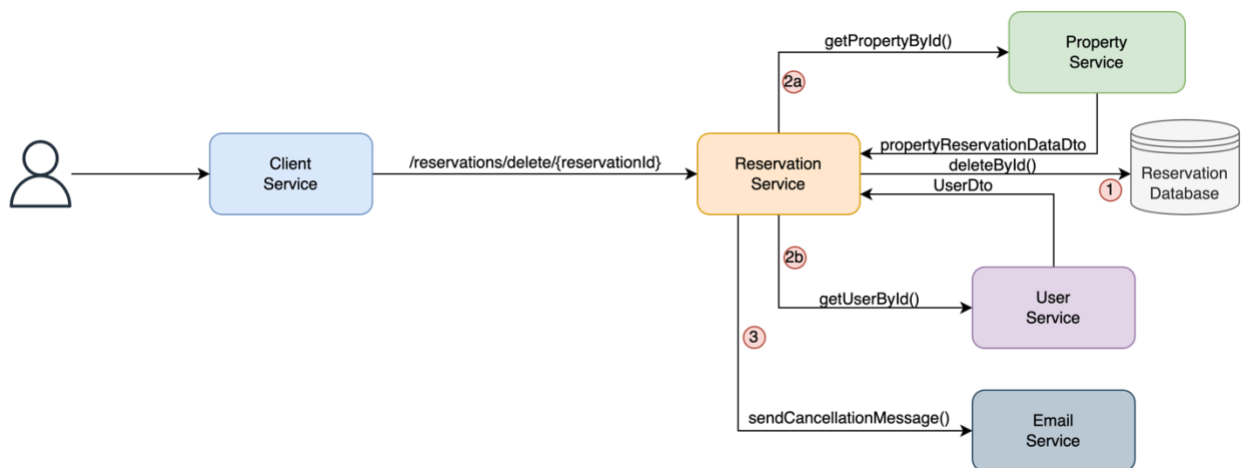 getPropertyById()
Property
Service
2a
Client
Service
/reservations/delete/{reservationId}
Reservation
Service
propertyReservationDataDto
deleteById()
UserDto
1
Reservation
Database
2b
getUserById()
User
Service
3
sendCancellationMessage()
Email
Service